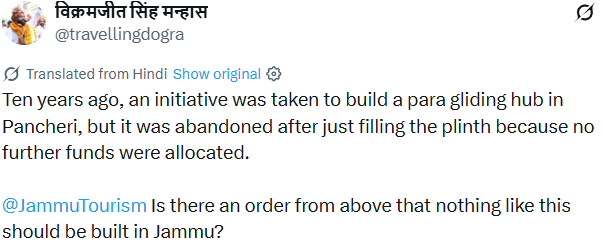 विक्रमजीत सिंह मन्हास
@travellingdogra
Translated from Hindi Show original
Ten years ago, an initiative was taken to build a para gliding hub in
Pancheri, but it was abandoned after just filling the plinth because no
further funds were allocated.
@JammuTourism Is there an order from above that nothing like this
should be built in Jammu?